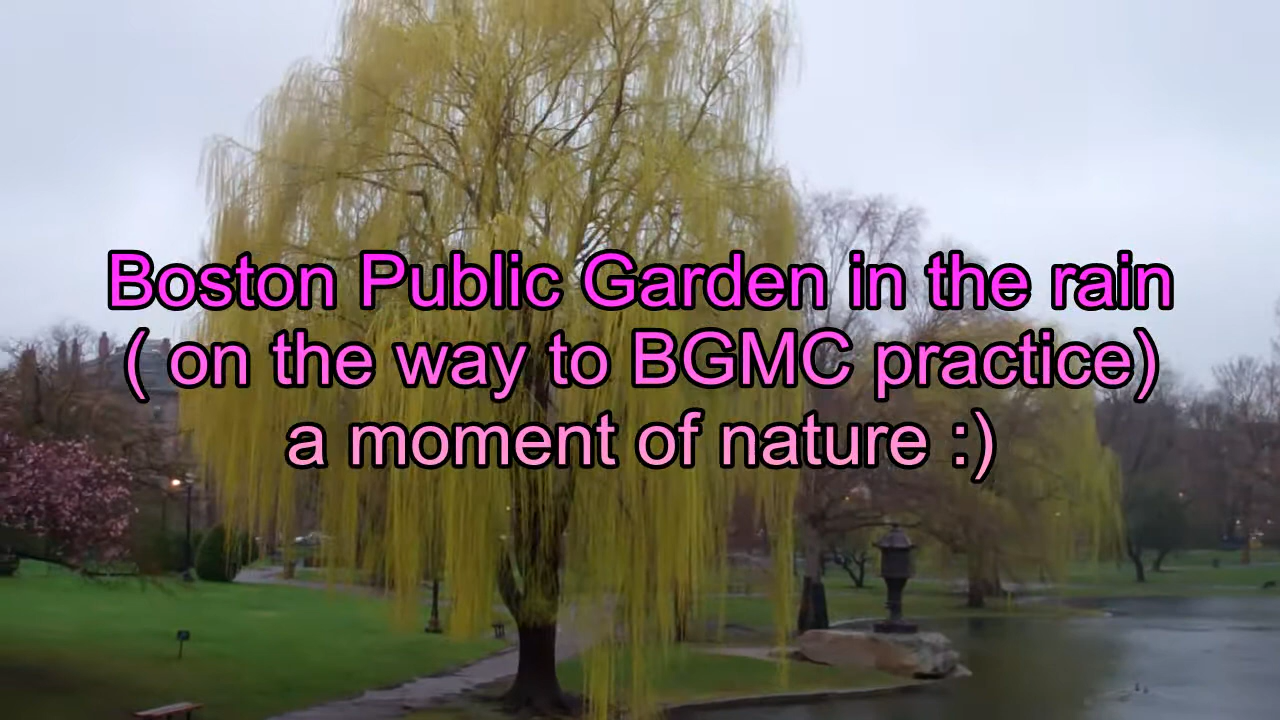 Boston Public Garden in the rain
( on the way to BGMC practice)
a moment of nature :)